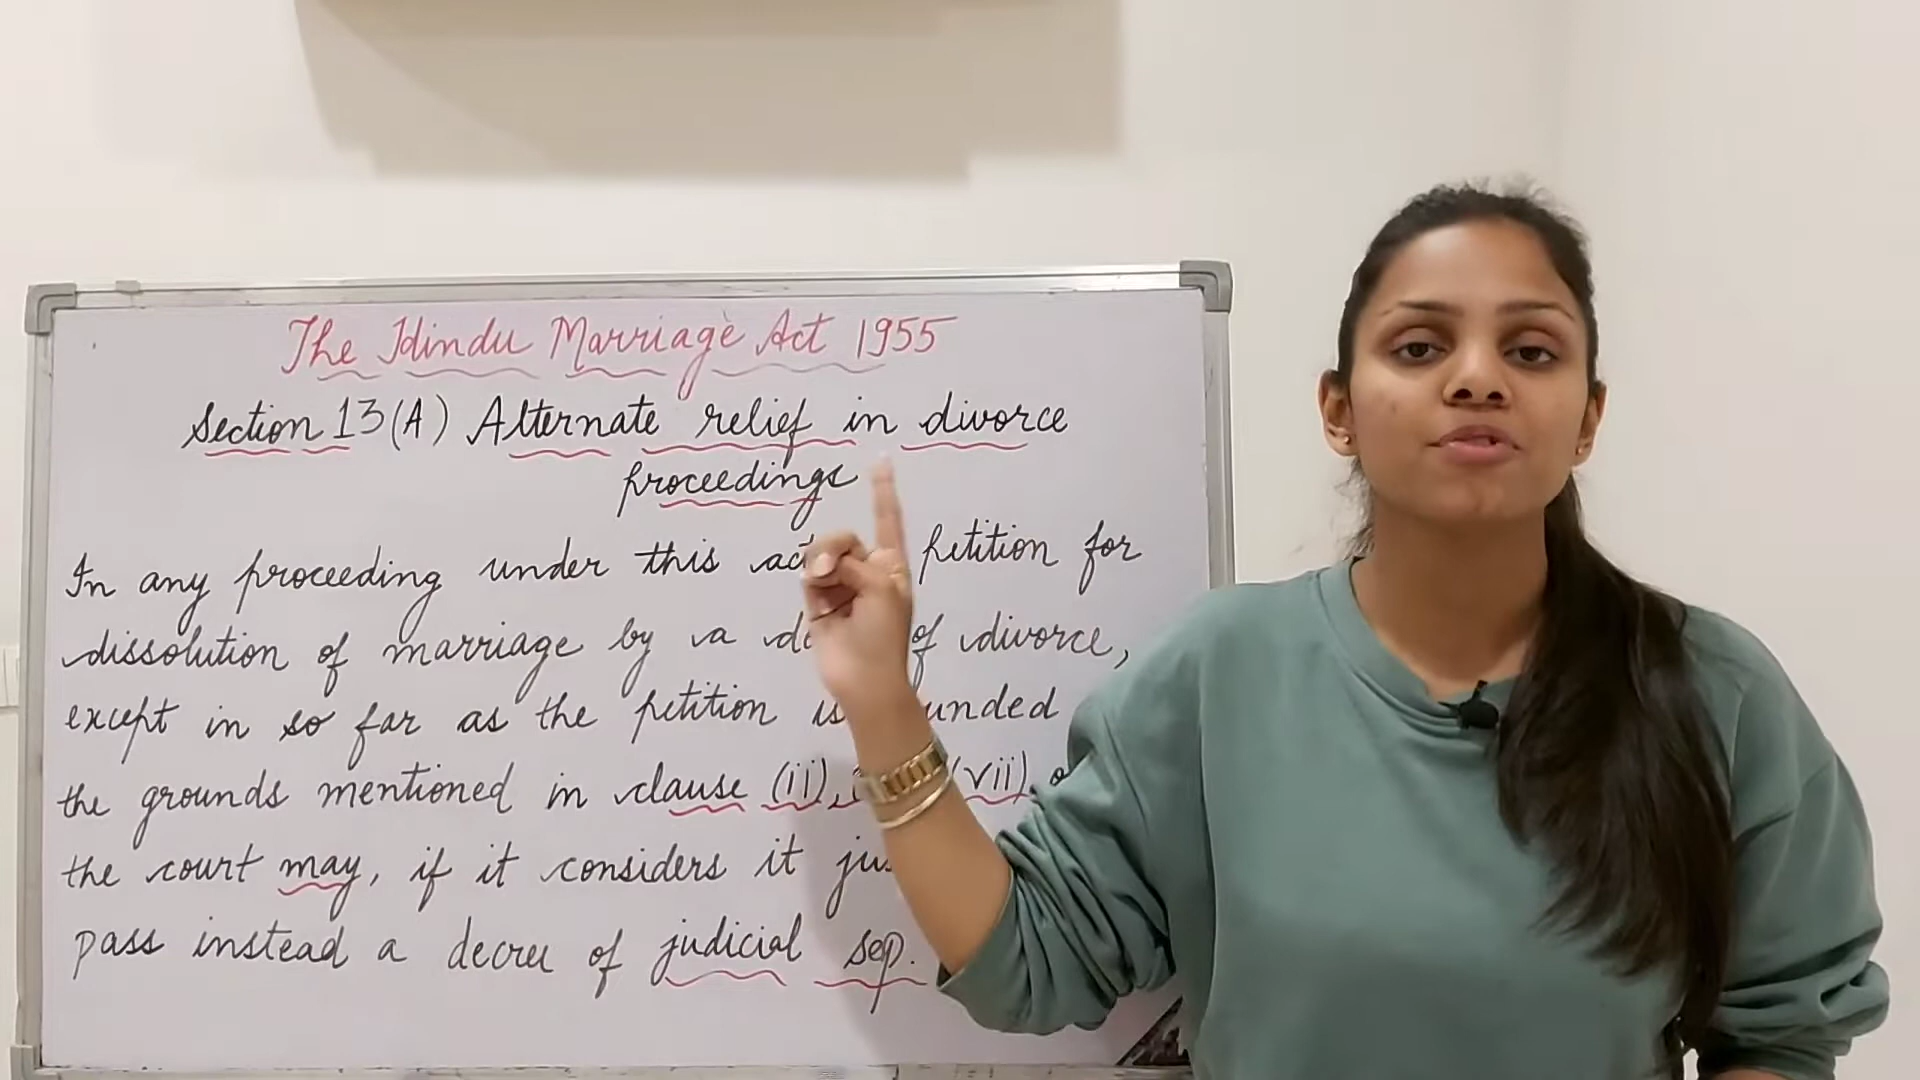 The Hindu Marriage Act 1955
Section 13(A) Alternate relief in divorce
proceedings
In any proceeding under this act petition for
dissolution of marriage by a of divorce,
except in so far as the petition is
the grounds mentioned in clause (ii), (vii)
the court may, if it considers it
pass instead a decree of judicial sep.